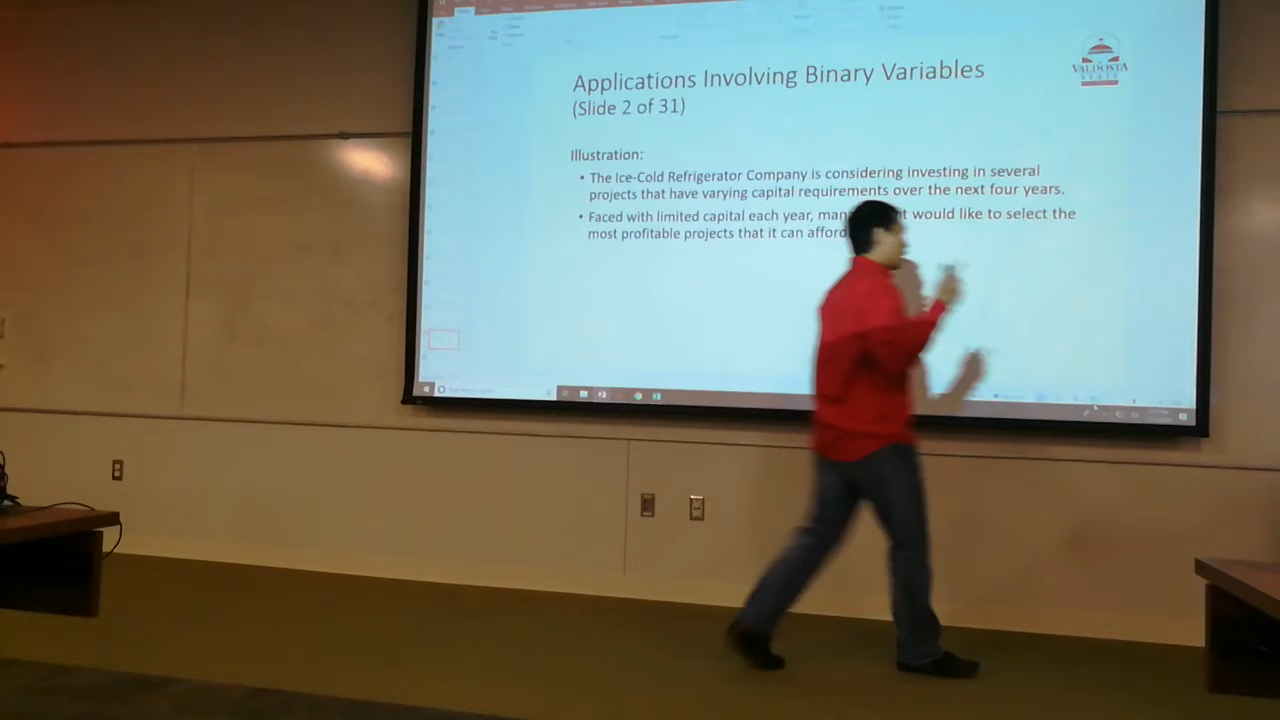 Applications Involving Binary Variables
(Slide 2 of 31)
VALDOSTA
STATE
Illustration:
• The Ice-Cold Refrigerator Company is considering investing in several
projects that have varying capital requirements over the next four years.
• Faced with limited capital each year, would like to select the
most profitable projects that it can afford